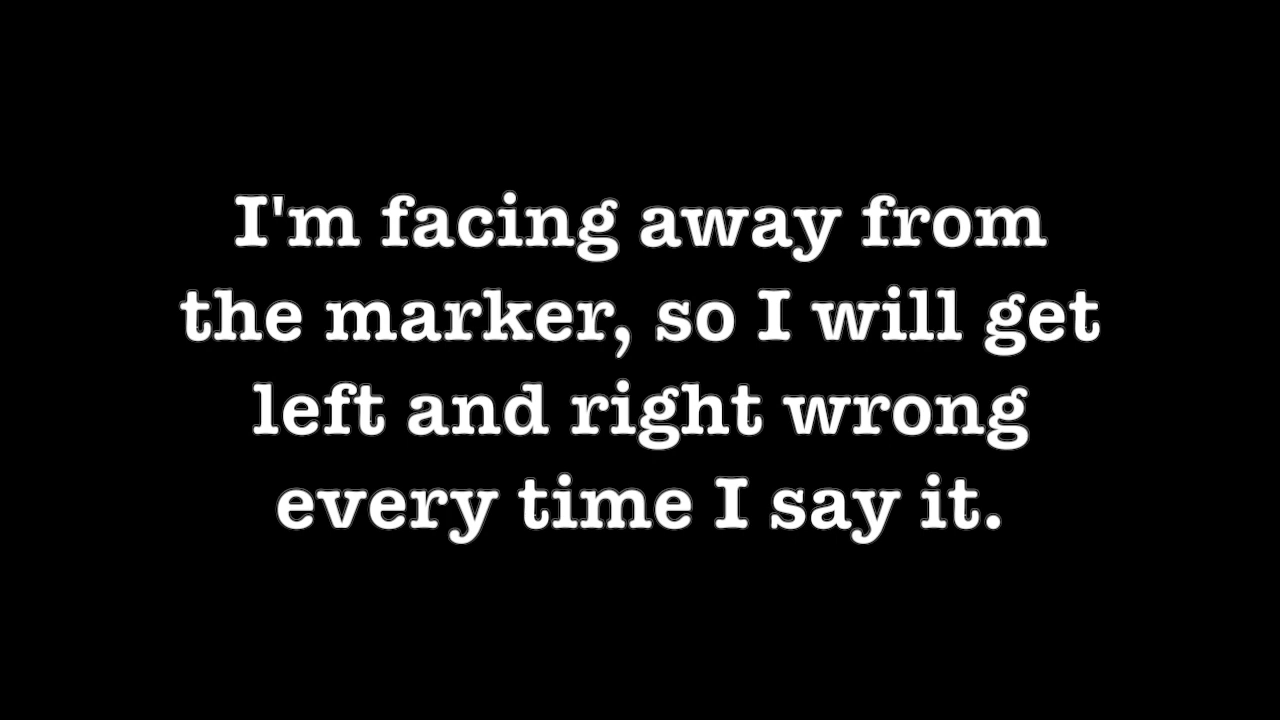 I'm facing away from
the marker, so I will get
left and right wrong
every time I say it.